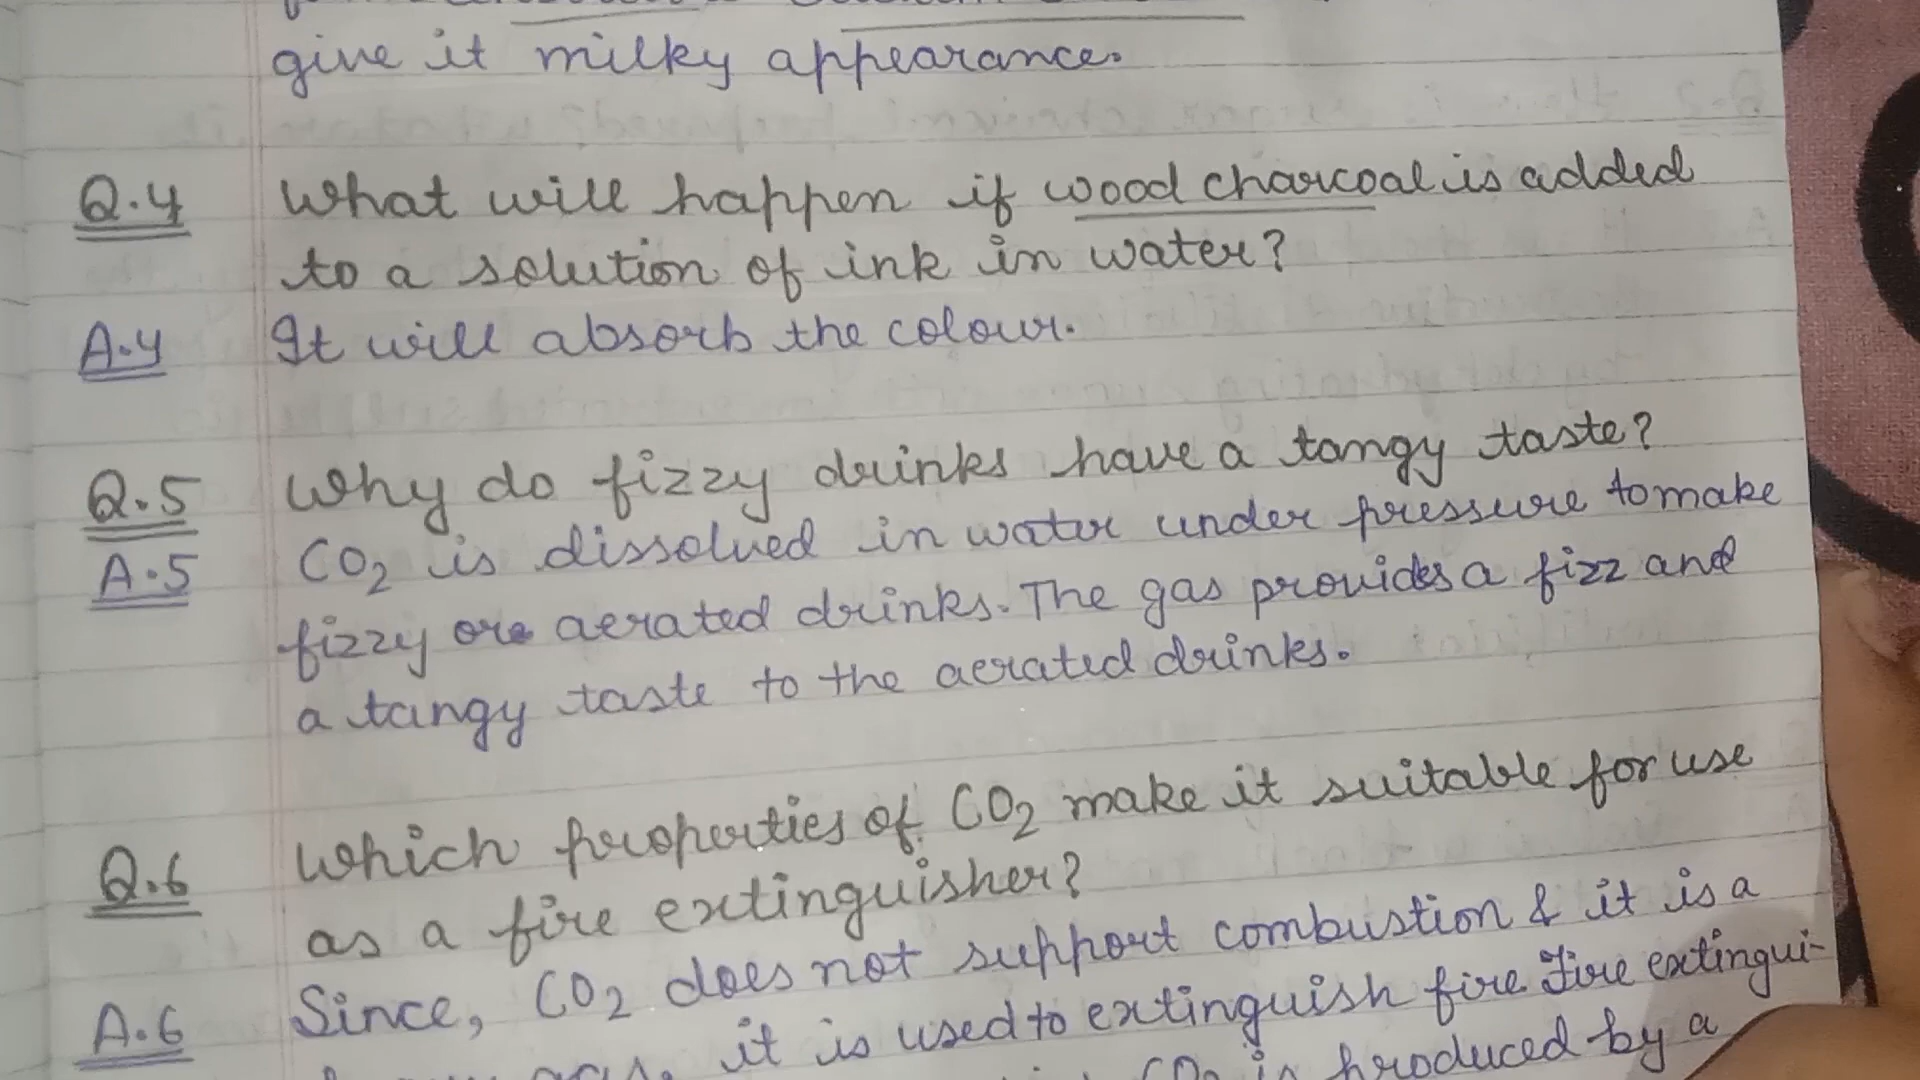 give it milky appearance.
Q.4 What will happen if wood charcoal is added
to a solution of ink in water?
A.4 It will absorb the colour.
Q.5 Why do fizzy drinks have a tangy taste?
A.5 CO2 is dissolved in water under pressure to make
fizzy or aerated drinks. The gas provides a fizz and
a tangy taste to the aerated drinks.
Q.6 Which properties of CO2 make it suitable for use
as a fire extinguisher?
A.6 Since, CO2 does not support combustion & it is a
gas, it is used to extinguish fire. Fire extingui-
CO2 is produced by a